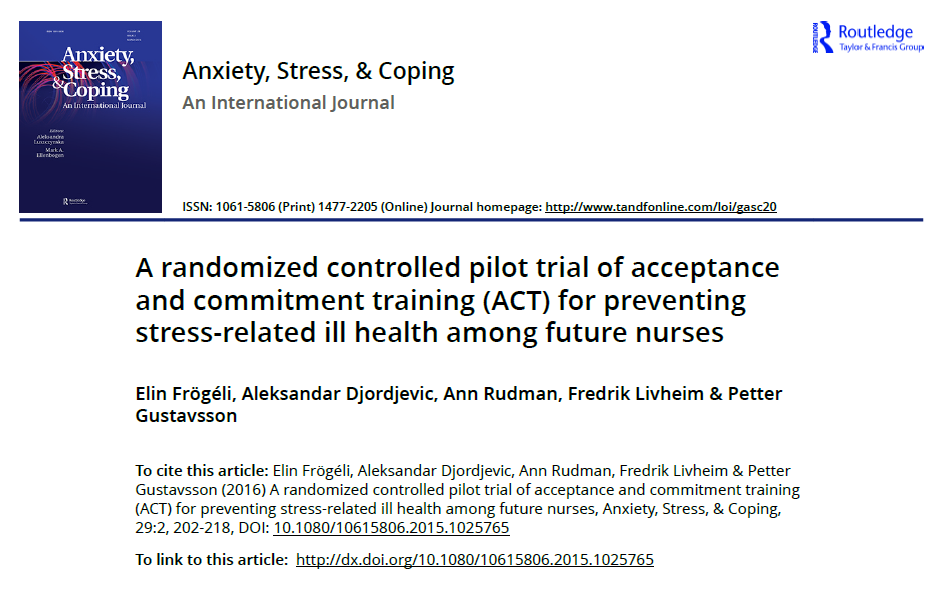 Anxiety,
Stress,
&Coping
An International Journal
Editors:
Aleksandra
Luszczynska
Mark A.
Ellenbogen
Routledge
ROUTLEDGE
Routledge
Taylor & Francis Group
Anxiety, Stress, & Coping
An International Journal
ISSN: 1061-5806 (Print) 1477-2205 (Online) Journal homepage: http://www.tandfonline.com/loi/gasc20
A randomized controlled pilot trial of acceptance
and commitment training (ACT) for preventing
stress-related ill health among future nurses
Elin Frögéli, Aleksandar Djordjevic, Ann Rudman, Fredrik Livheim & Petter
Gustavsson
To cite this article: Elin Frögéli, Aleksandar Djordjevic, Ann Rudman, Fredrik Livheim & Petter
Gustavsson (2016) A randomized controlled pilot trial of acceptance and commitment training
(ACT) for preventing stress-related ill health among future nurses, Anxiety, Stress, & Coping,
29:2, 202-218, DOI: 10.1080/10615806.2015.1025765
To link to this article: http://dx.doi.org/10.1080/10615806.2015.1025765